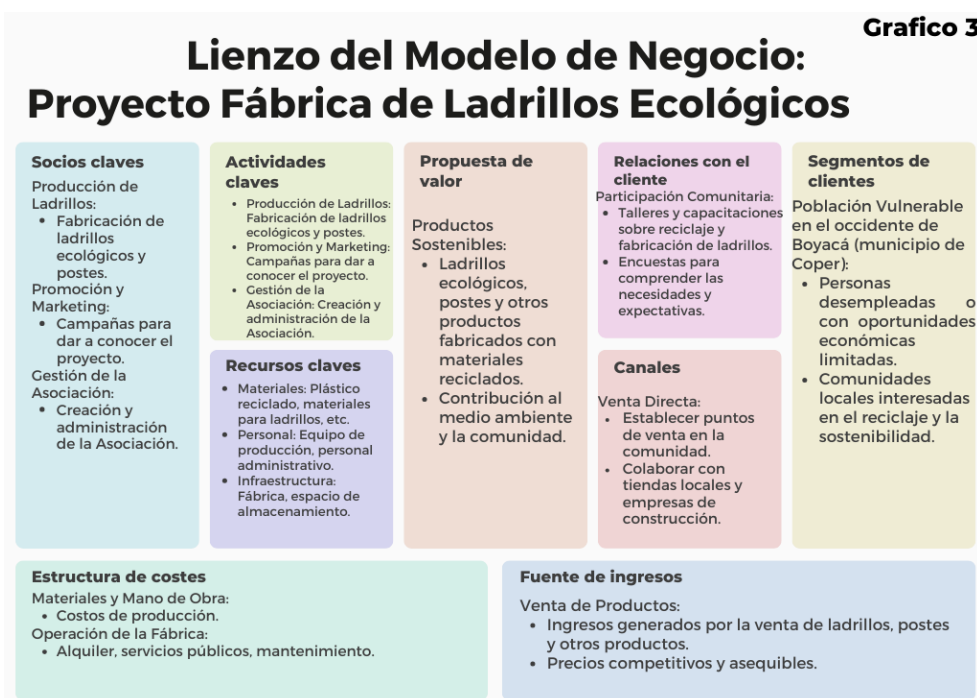 Grafico 3
Lienzo del Modelo de Negocio:
Proyecto Fábrica de Ladrillos Ecológicos
Socios claves
Producción de
Ladrillos:
• Fabricación de
ladrillos
ecológicos y
postes.
Promoción y
Marketing:
• Campañas para
dar a conocer el
proyecto.
Gestión de la
Asociación:
• Creación y
administración
de la Asociación.
Actividades
claves
• Producción de Ladrillos:
Fabricación de ladrillos
ecológicos y postes.
• Promoción y Marketing:
Campañas para dar a
conocer el proyecto.
• Gestión de la
Asociación: Creación y
administración de la
Asociación.
Recursos claves
• Materiales: Plástico
reciclado, materiales
para ladrillos, etc.
• Personal: Equipo de
producción, personal
administrativo.
• Infraestructura:
Fábrica, espacio de
almacenamiento.
Propuesta de
valor
Productos
Sostenibles:
• Ladrillos
ecológicos,
postes y otros
productos
fabricados con
materiales
reciclados.
• Contribución al
medio ambiente
y la comunidad.
Relaciones con el
cliente
Participación Comunitaria:
• Talleres y capacitaciones
sobre reciclaje y
fabricación de ladrillos.
• Encuestas para
comprender las
necesidades y
expectativas.
Canales
Venta Directa:
• Establecer puntos
de venta en la
comunidad.
• Colaborar con
tiendas locales y
empresas de
construcción.
Segmentos de
clientes
Población Vulnerable
en el occidente de
Boyacá (municipio de
Coper):
• Personas
desempleadas o
con oportunidades
económicas
limitadas.
• Comunidades
locales interesadas
en el reciclaje y la
sostenibilidad.
Estructura de costes
Materiales y Mano de Obra:
• Costos de producción.
Operación de la Fábrica:
• Alquiler, servicios públicos, mantenimiento.
Fuente de ingresos
Venta de Productos:
• Ingresos generados por la venta de ladrillos, postes
y otros productos.
• Precios competitivos y asequibles.